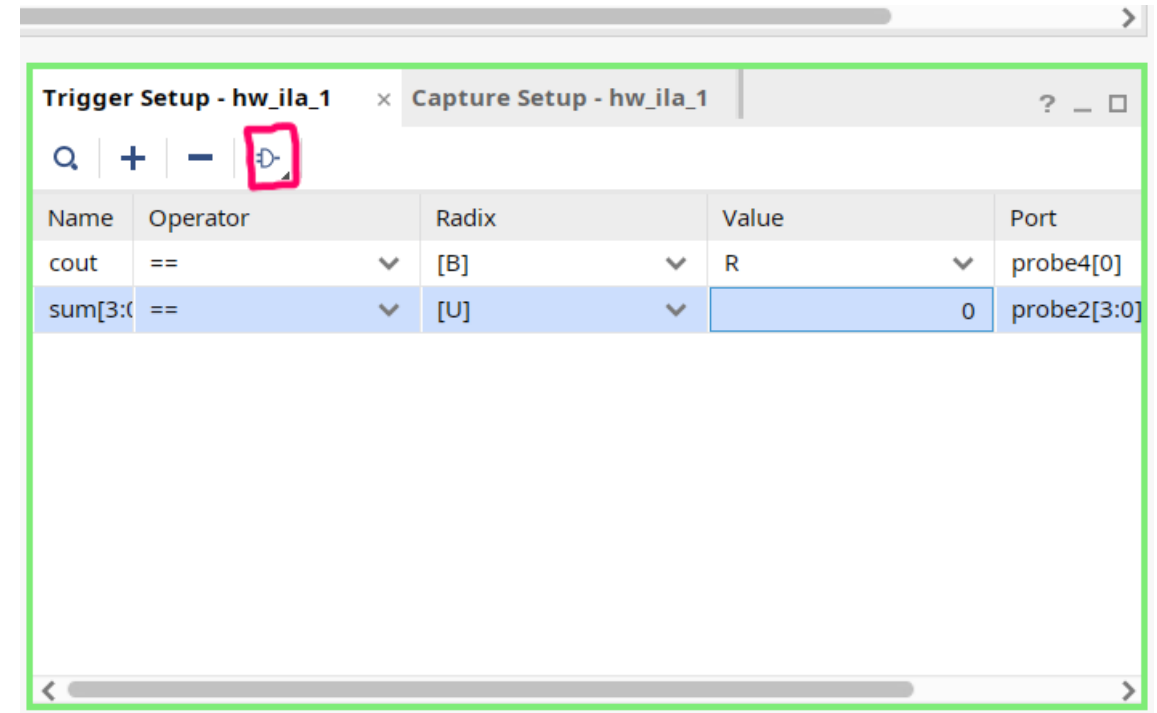 Trigger Setup - hw_ila_1 × Capture Setup - hw_ila_1 ? _ □
Name Operator Radix Value Port
cout == [B] R probe4[0]
sum[3:0 == [U] 0 probe2[3:0]